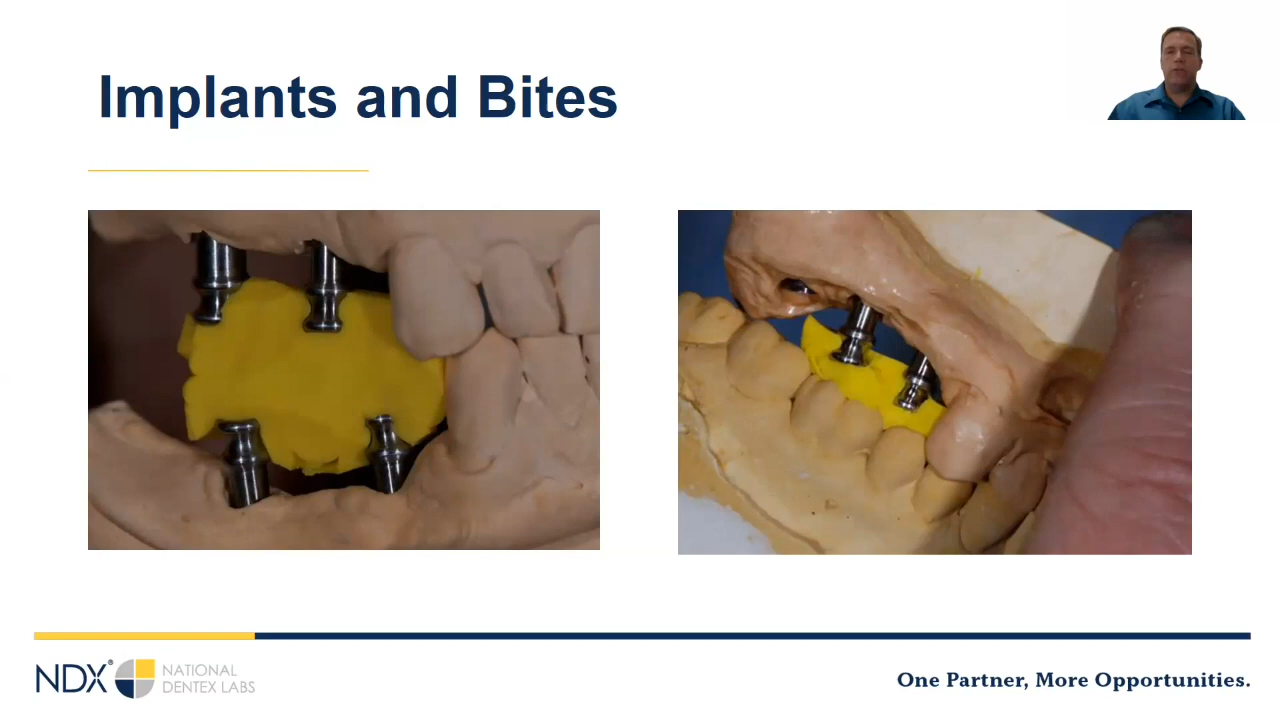 Implants and Bites
NDX®
NATIONAL
DENTEX LABS
One Partner, More Opportunities.